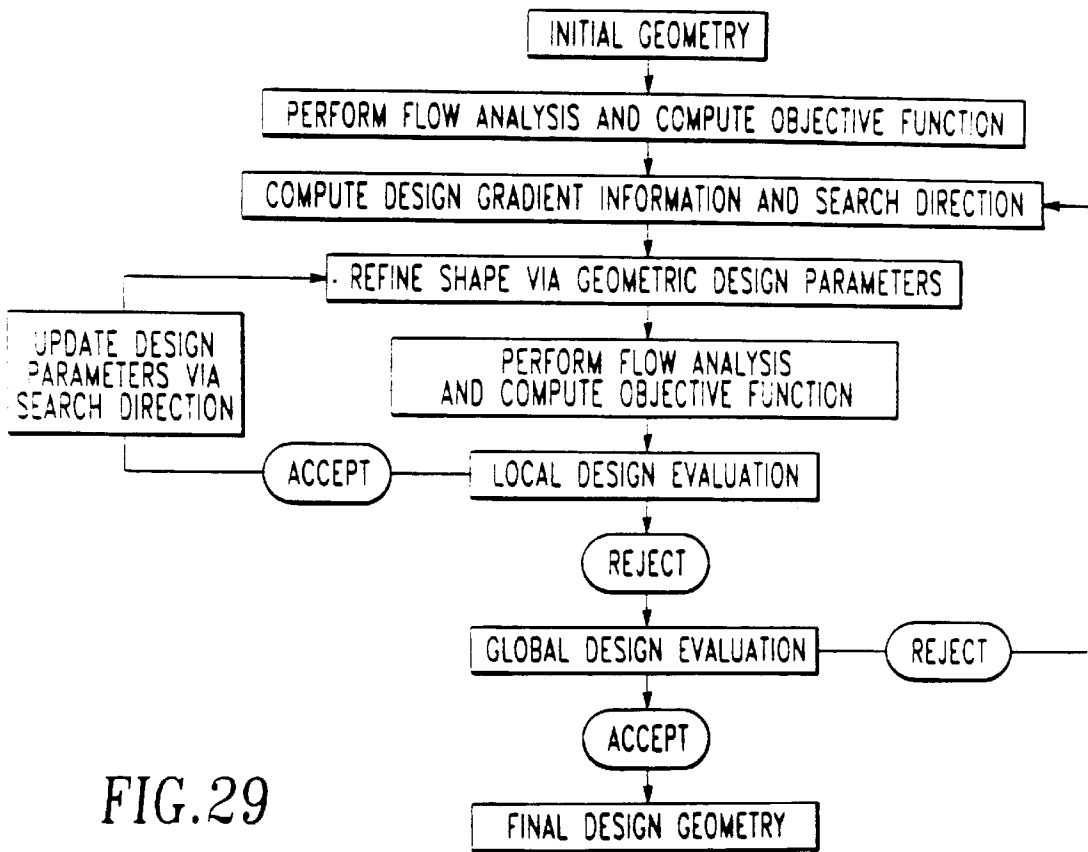 INITIAL GEOMETRY
PERFORM FLOW ANALYSIS AND COMPUTE OBJECTIVE FUNCTION
COMPUTE DESIGN GRADIENT INFORMATION AND SEARCH DIRECTION
REFINE SHAPE VIA GEOMETRIC DESIGN PARAMETERS
UPDATE DESIGN
PARAMETERS VIA
SEARCH DIRECTION
PERFORM FLOW ANALYSIS
AND COMPUTE OBJECTIVE FUNCTION
ACCEPT
LOCAL DESIGN EVALUATION
REJECT
GLOBAL DESIGN EVALUATION
REJECT
ACCEPT
FINAL DESIGN GEOMETRY
FIG.29